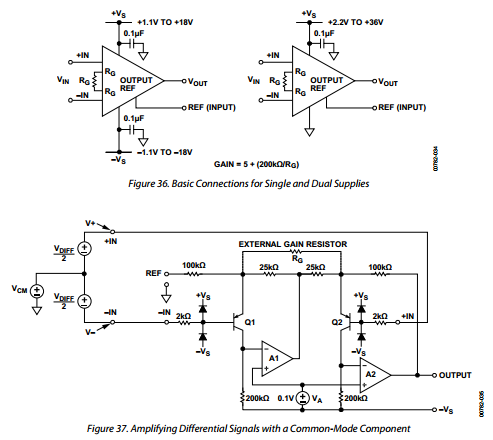 +VS
+1.1V TO +18V
0.1µF
+IN
VIN
RG
RG
RG
–IN
OUTPUT
REF
VOUT
REF (INPUT)
0.1µF
–1.1V TO –18V
–VS
+VS
+2.2V TO +36V
0.1µF
+IN
VIN
RG
RG
RG
–IN
OUTPUT
REF
VOUT
REF (INPUT)
GAIN = 5 + (200kΩ/RG)
00782-034
Figure 36. Basic Connections for Single and Dual Supplies
V+
+IN
VDIFF
2
VCM
VDIFF
2
–IN
V–
EXTERNAL GAIN RESISTOR
RG
REF
100kΩ
25kΩ
25kΩ
100kΩ
–IN
2kΩ
+VS
–VS
Q1
A1
Q2
+VS
2kΩ
+IN
–VS
A2
OUTPUT
200kΩ
0.1V
VA
200kΩ
–VS
00782-035
Figure 37. Amplifying Differential Signals with a Common-Mode Component